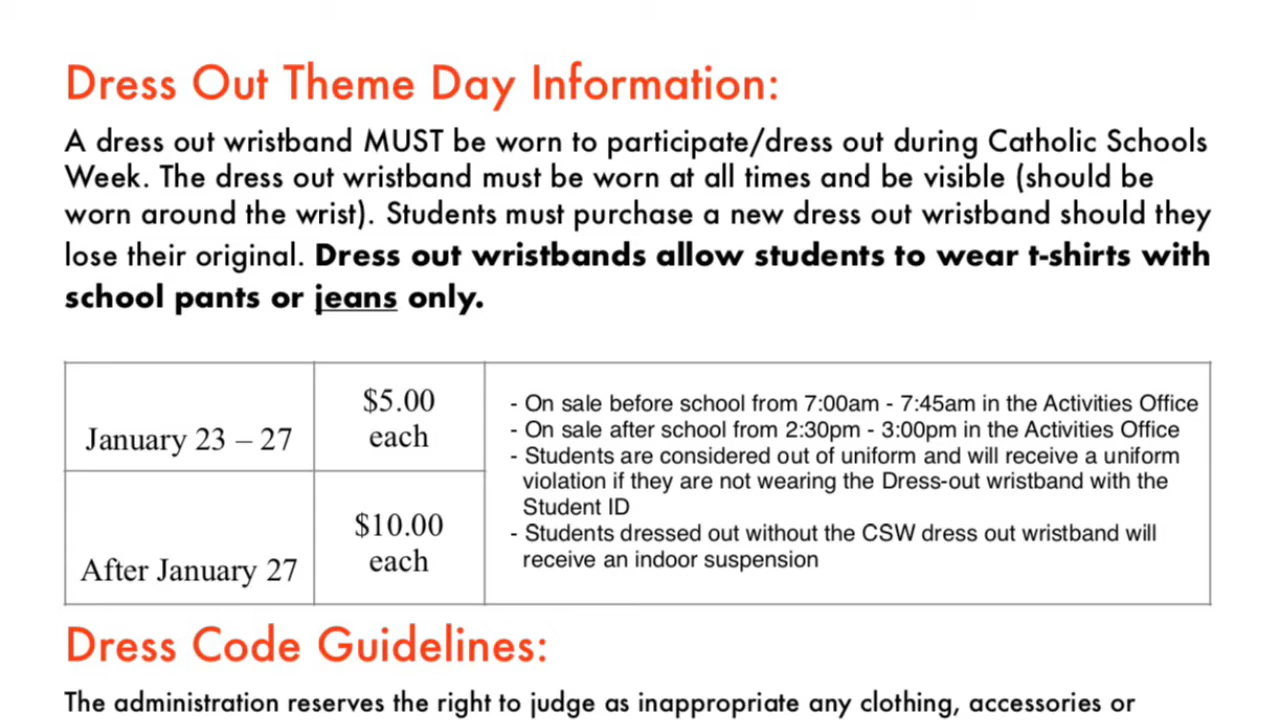 Dress Out Theme Day Information:
A dress out wristband MUST be worn to participate/dress out during Catholic Schools
Week. The dress out wristband must be worn at all times and be visible (should be
worn around the wrist). Students must purchase a new dress out wristband should they
lose their original. Dress out wristbands allow students to wear t-shirts with
school pants or jeans only.
January 23 – 27
$5.00
each
After January 27
$10.00
each
- On sale before school from 7:00am - 7:45am in the Activities Office
- On sale after school from 2:30pm - 3:00pm in the Activities Office
- Students are considered out of uniform and will receive a uniform
violation if they are not wearing the Dress-out wristband with the
Student ID
- Students dressed out without the CSW dress out wristband will
receive an indoor suspension
Dress Code Guidelines:
The administration reserves the right to judge as inappropriate any clothing, accessories or